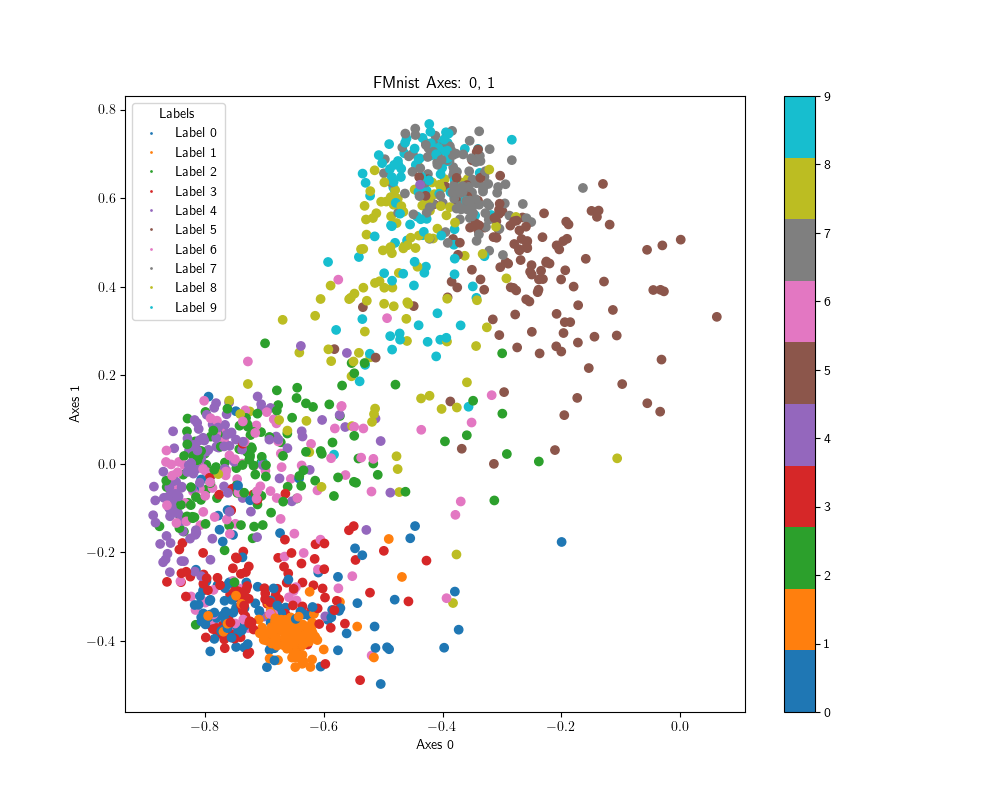 FMnist Axes: 0, 1
Labels
Label 0
Label 1
Label 2
Label 3
Label 4
Label 5
Label 6
Label 7
Label 8
Label 9
0.8
0.6
0.4
0.2
0.0
−0.2
−0.4
Axes 1
−0.8
−0.6
−0.4
−0.2
0.0
Axes 0
9
8
7
6
5
4
3
2
1
0